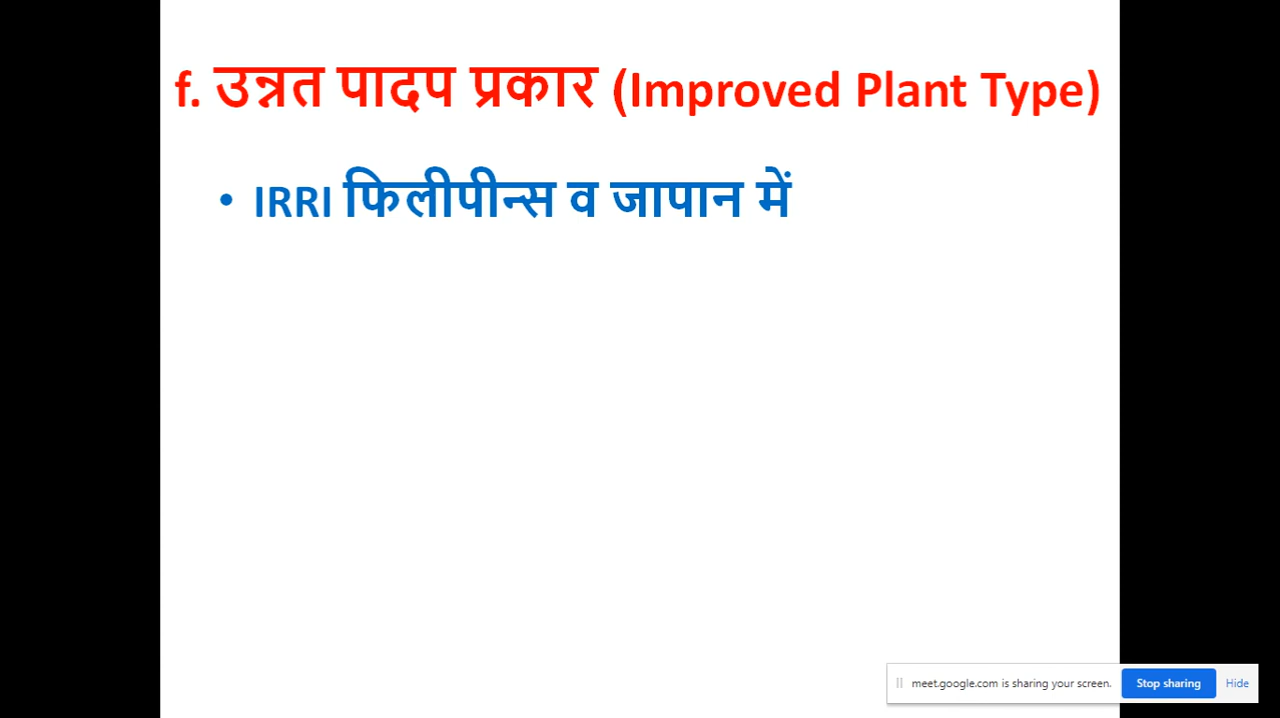 f. उन्नत पादप प्रकार (Improved Plant Type)
• IRRI फिलीपीन्स व जापान में
meet.google.com is sharing your screen. Stop sharing Hide